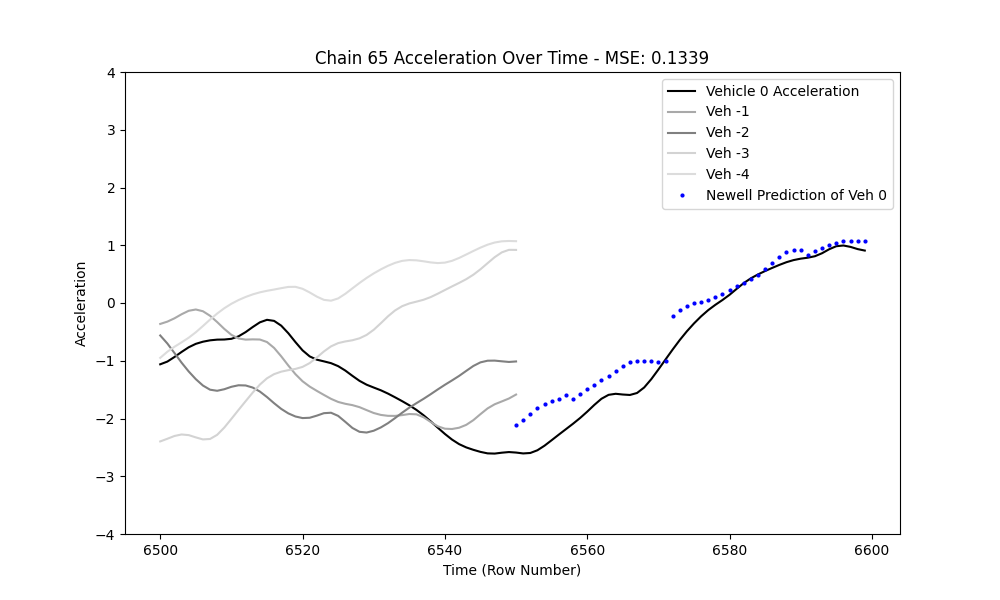 Chain 65 Acceleration Over Time - MSE: 0.1339
Vehicle 0 Acceleration
Veh -1
Veh -2
Veh -3
Veh -4
Newell Prediction of Veh 0
Acceleration
4
3
2
1
0
−1
−2
−3
−4
6500 6520 6540 6560 6580 6600
Time (Row Number)